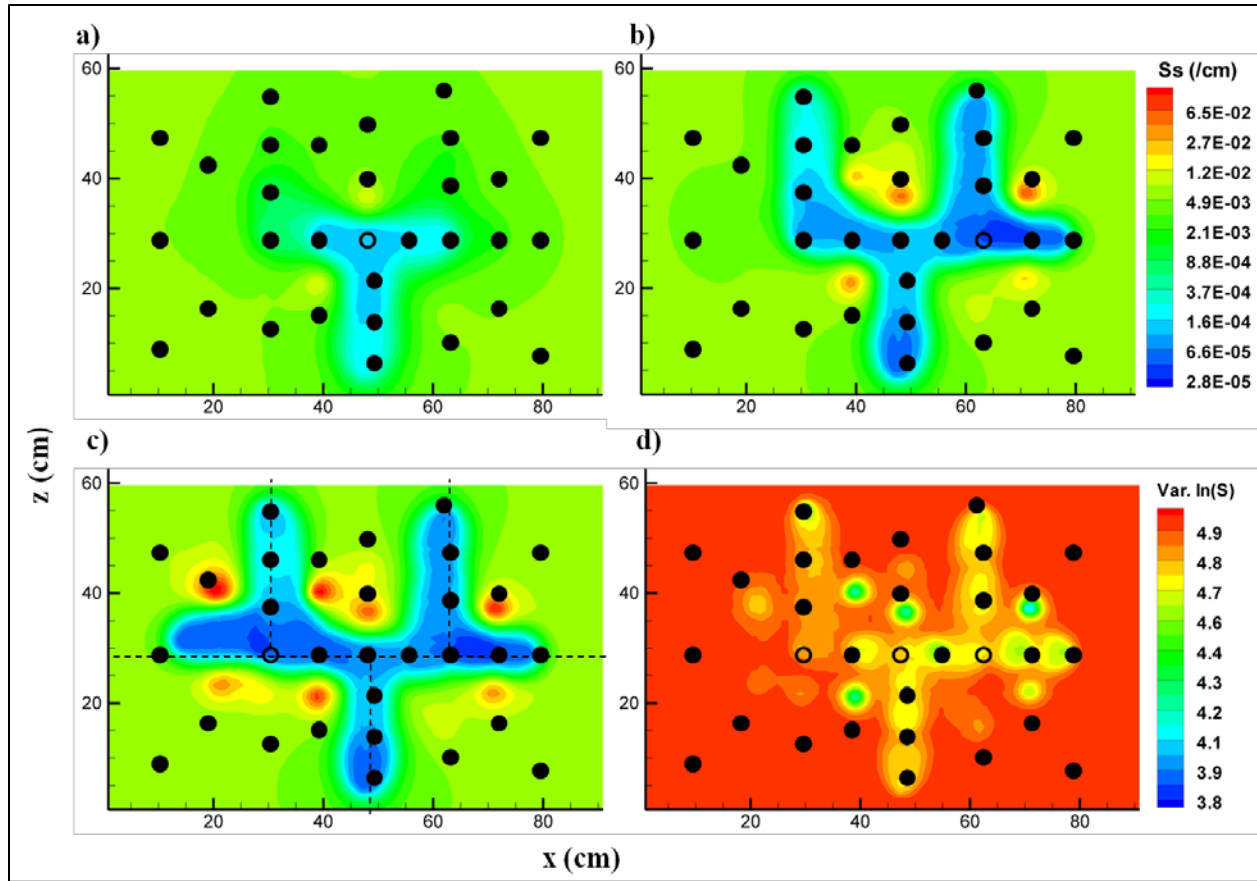 a) b)
60
40
20
20 40 60 80
20 40 60 80
Ss (/cm)
6.5E-02
2.7E-02
1.2E-02
4.9E-03
2.1E-03
8.8E-04
3.7E-04
1.6E-04
6.6E-05
2.8E-05
c) d)
60
40
20
20 40 60 80
60
40
20
20 40 60 80
Var. ln(S)
4.9
4.8
4.7
4.6
4.4
4.3
4.2
4.1
3.9
3.8
z (cm)
x (cm)